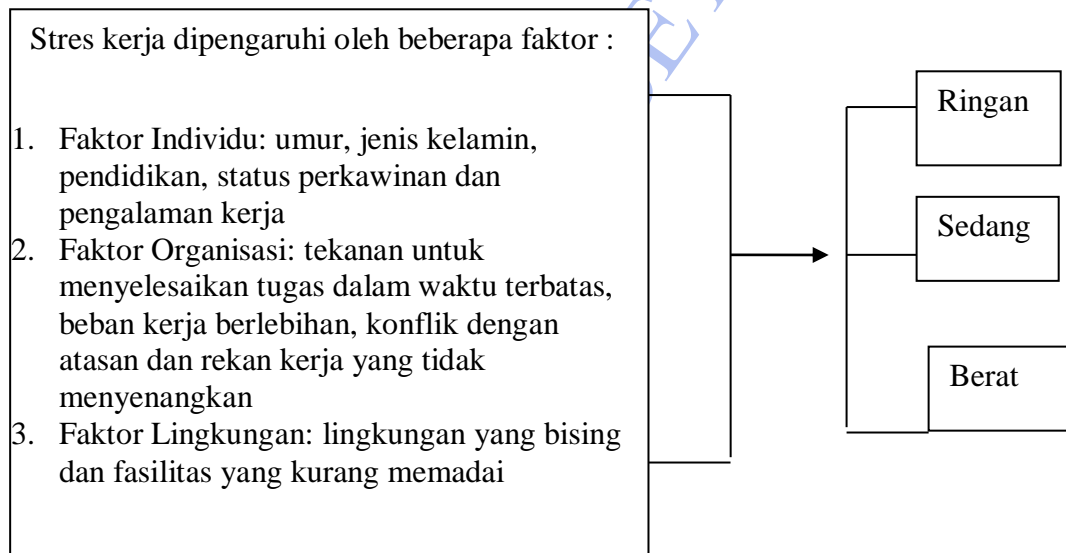 Stres kerja dipengaruhi oleh beberapa faktor :
1. Faktor Individu: umur, jenis kelamin,
pendidikan, status perkawinan dan
pengalaman kerja
2. Faktor Organisasi: tekanan untuk
menyelesaikan tugas dalam waktu terbatas,
beban kerja berlebihan, konflik dengan
atasan dan rekan kerja yang tidak
menyenangkan
3. Faktor Lingkungan: lingkungan yang bising
dan fasilitas yang kurang memadai
Ringan
Sedang
Berat